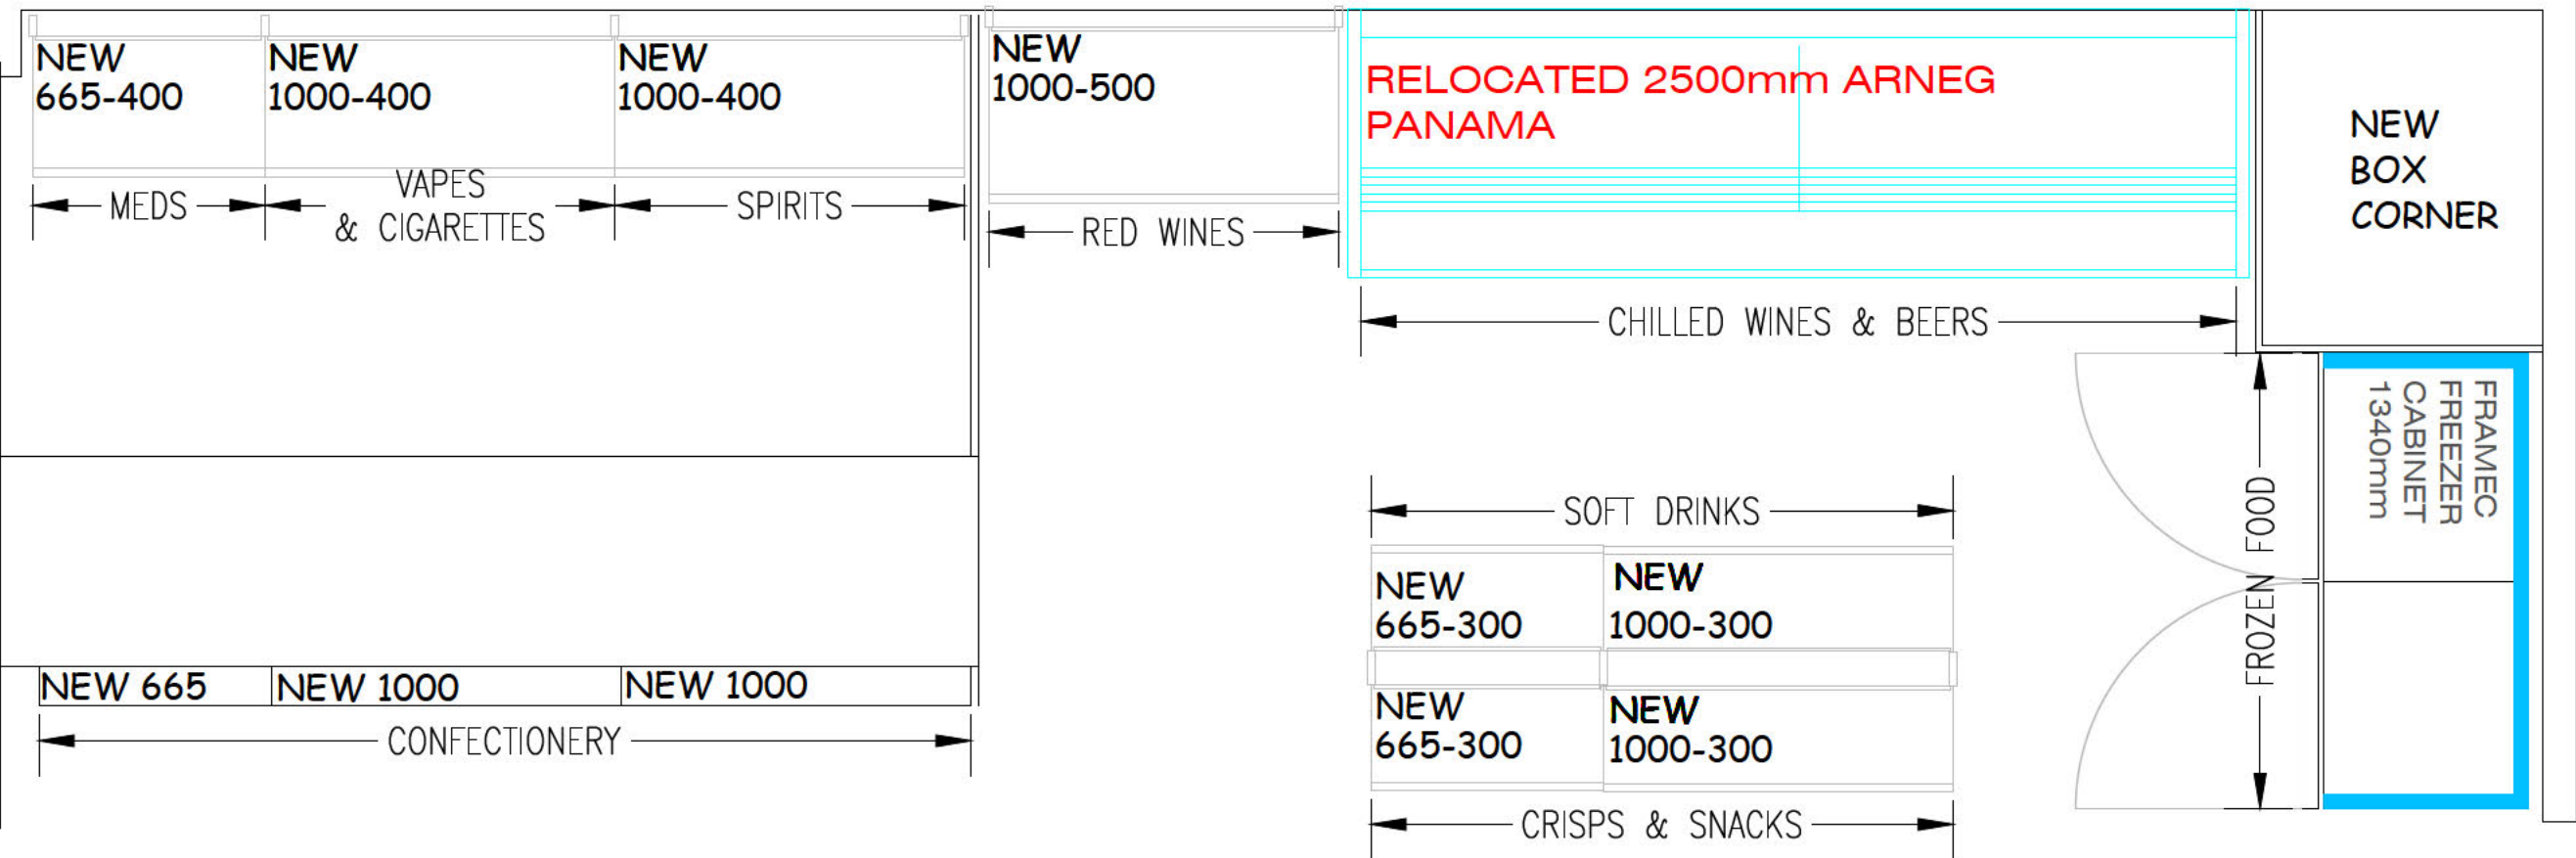 NEW
665-400
NEW
1000-400
NEW
1000-400
NEW
1000-500
RELOCATED 2500mm ARNEG
PANAMA
NEW
BOX
CORNER
MEDS
VAPES
& CIGARETTES
SPIRITS
RED WINES
CHILLED WINES & BEERS
FRAMEC
FREEZER
CABINET
1340mm
FROZEN FOOD
SOFT DRINKS
NEW
665-300
NEW
1000-300
NEW
665-300
NEW
1000-300
CRISPS & SNACKS
NEW 665
NEW 1000
NEW 1000
CONFECTIONERY